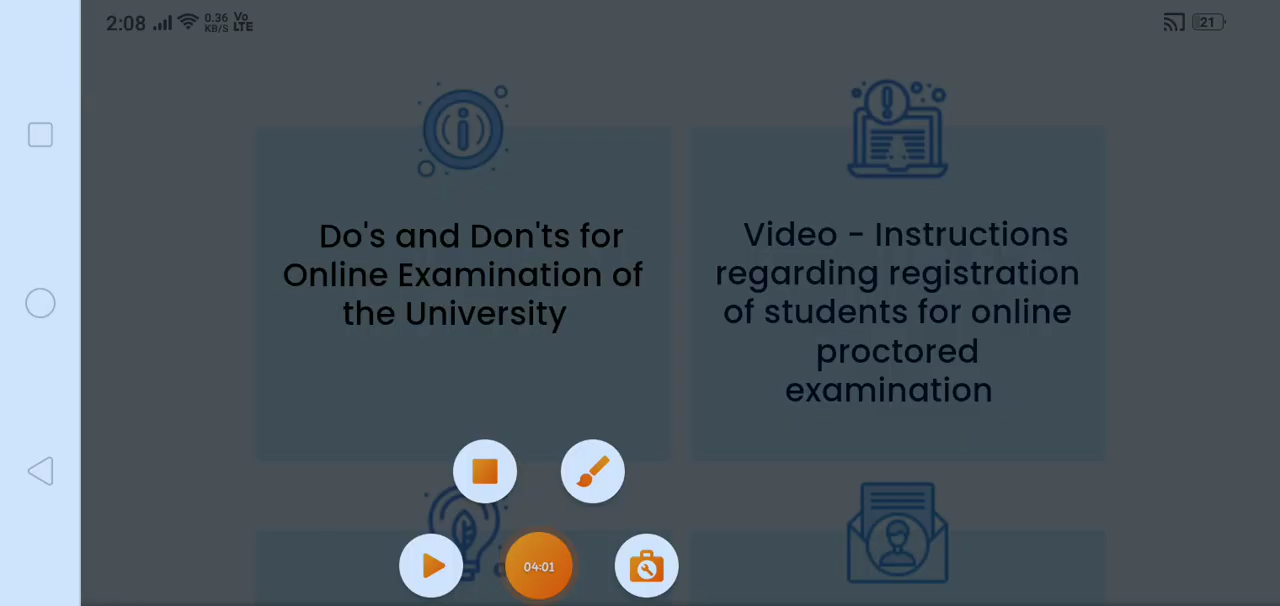 2:08 0.36 KB/S Vo LTE 21
Do's and Don'ts for
Online Examination of
the University
Video - Instructions
regarding registration
of students for online
proctored
examination
04:01